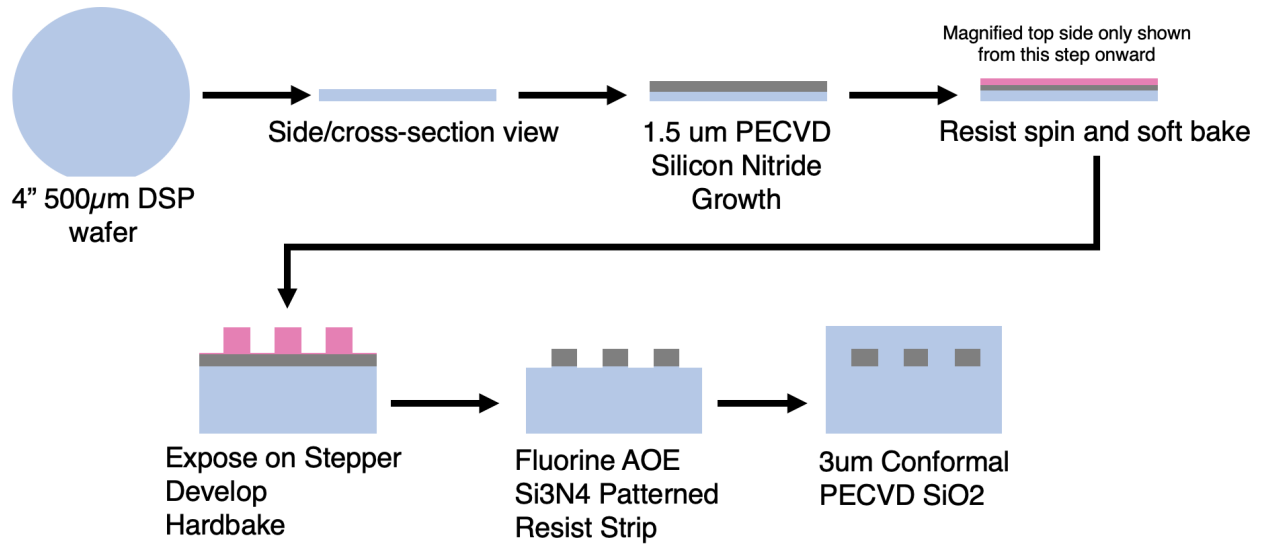 4” 500µm DSP
wafer
Side/cross-section view
1.5 um PECVD
Silicon Nitride
Growth
Magnified top side only shown
from this step onward
Resist spin and soft bake
Expose on Stepper
Develop
Hardbake
Fluorine AOE
Si3N4 Patterned
Resist Strip
3um Conformal
PECVD SiO2